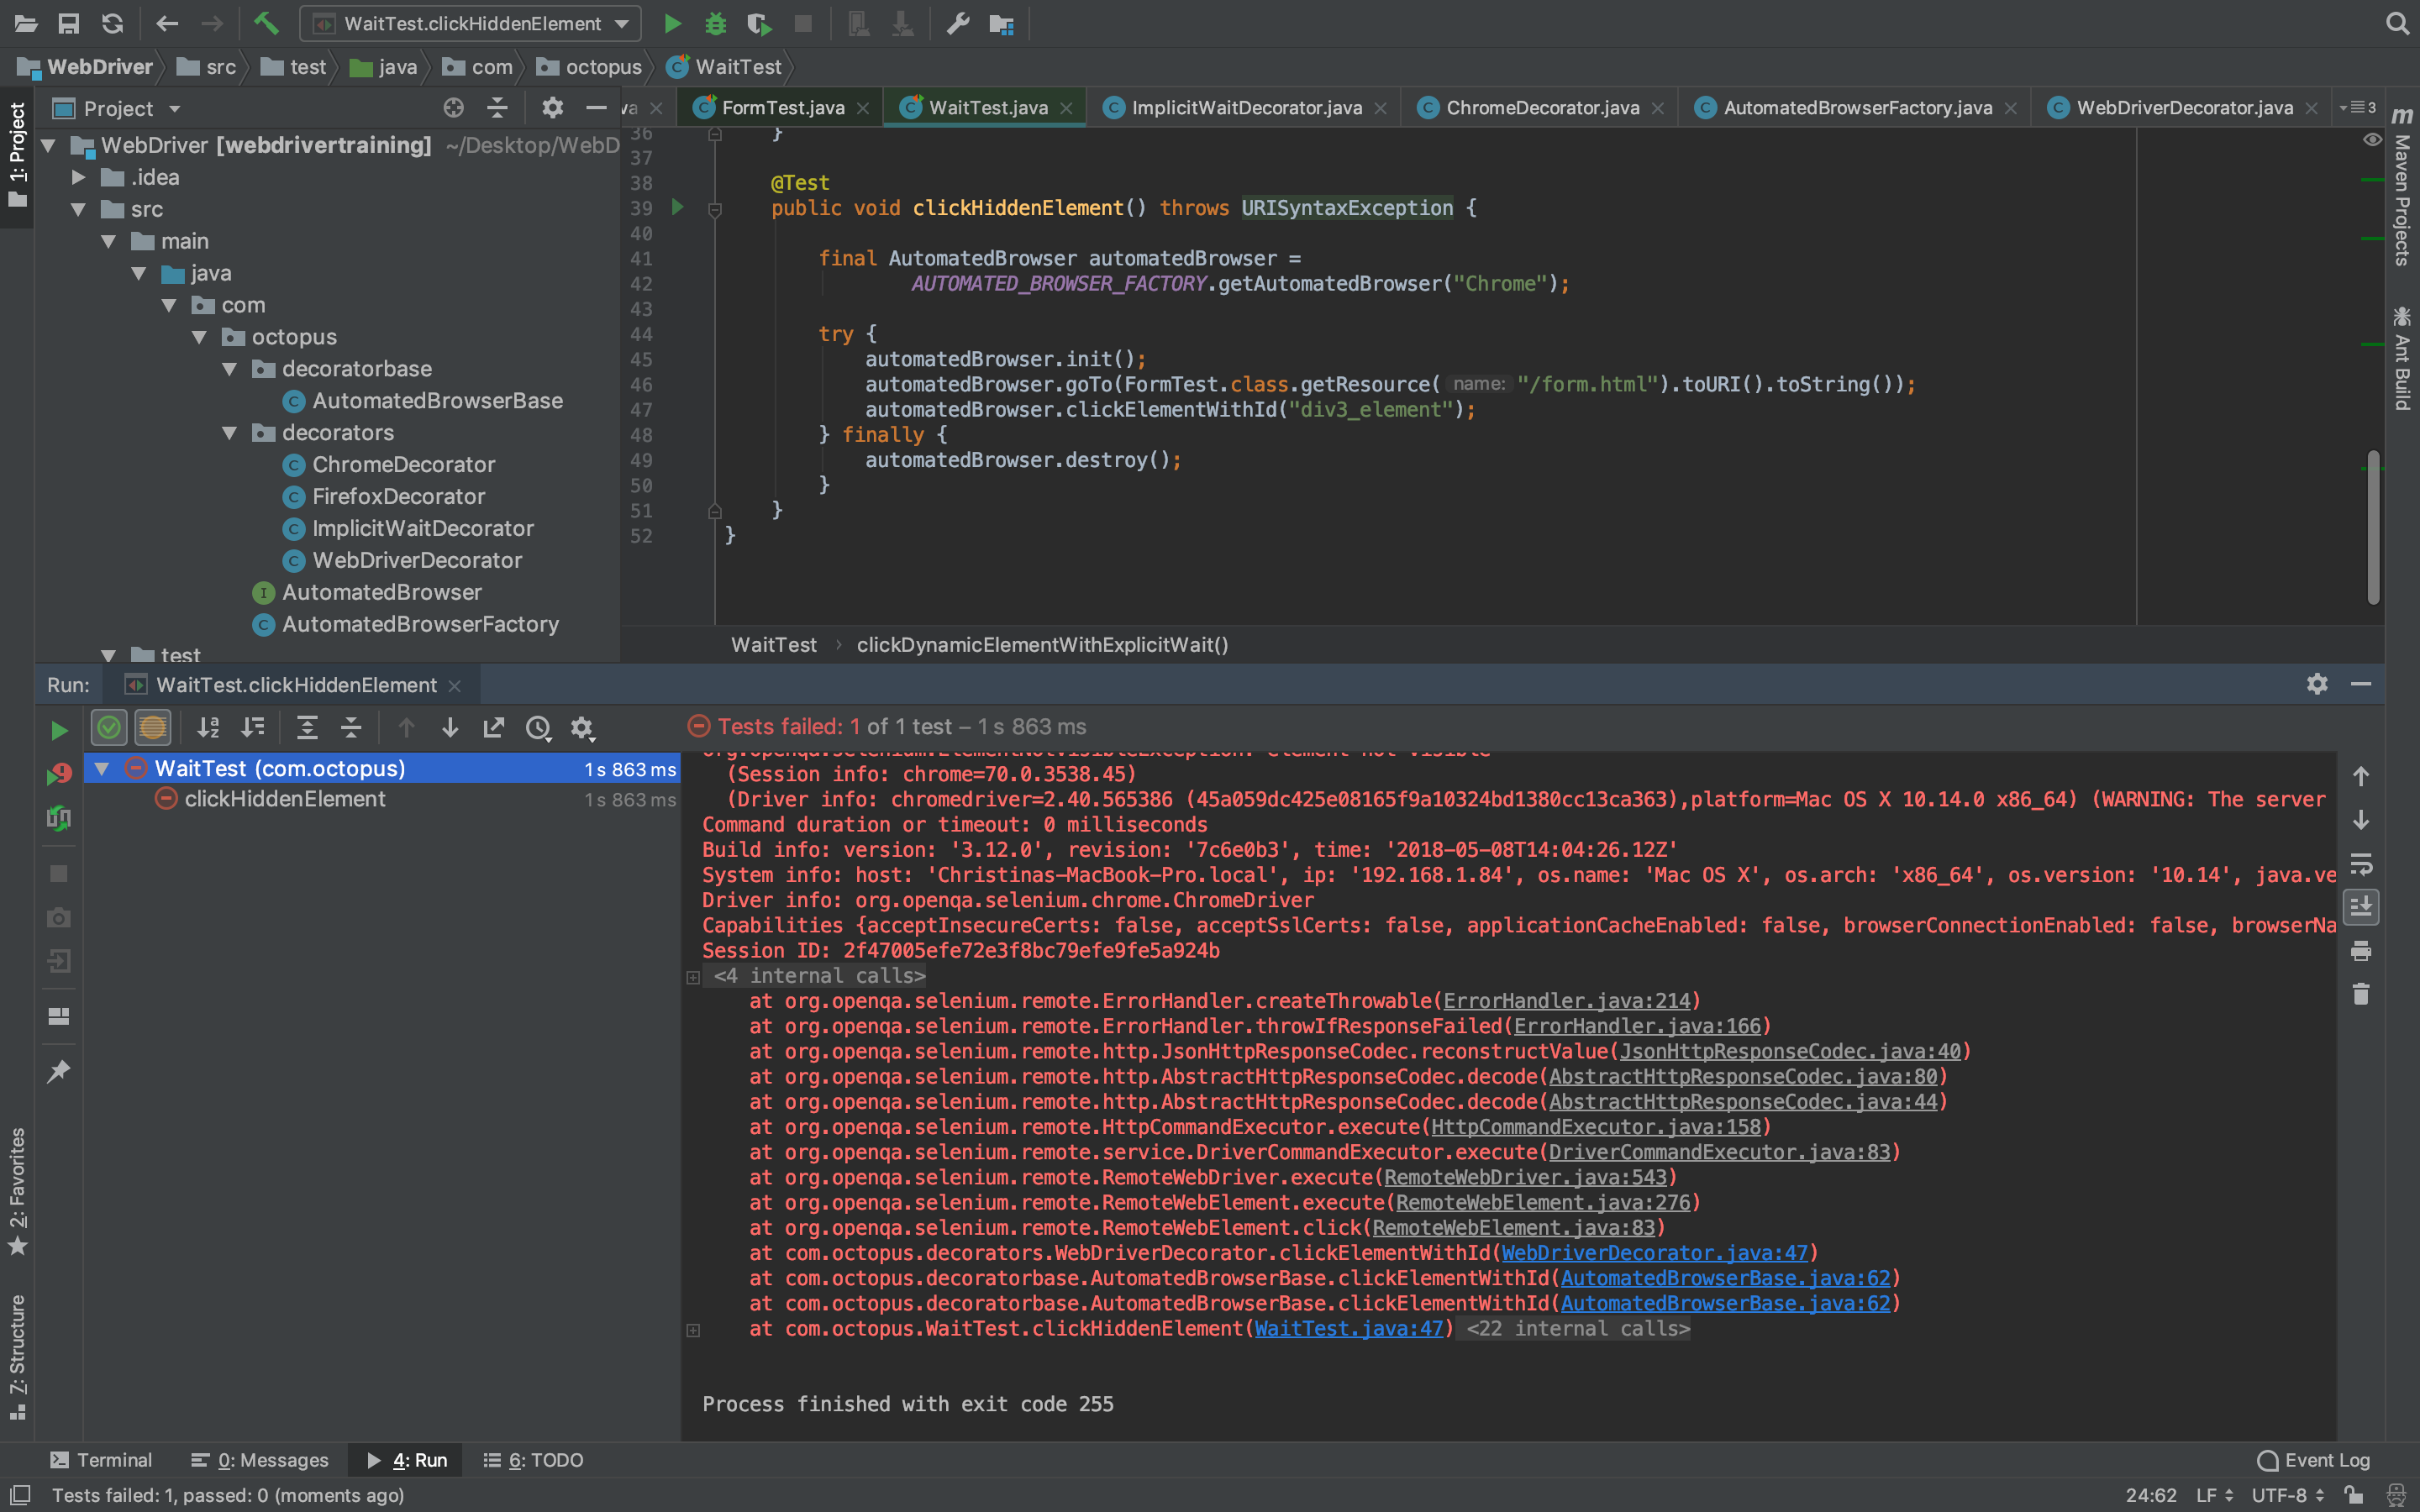 WaitTest.clickHiddenElement
WebDriver src test java com octopus WaitTest
Project
va FormTest.java WaitTest.java ImplicitWaitDecorator.java ChromeDecorator.java AutomatedBrowserFactory.java WebDriverDecorator.java 3
1: Project
WebDriver [webdrivertraining] ~/Desktop/WebD
.idea
src
main
java
com
octopus
decoratorbase
AutomatedBrowserBase
decorators
ChromeDecorator
FirefoxDecorator
ImplicitWaitDecorator
WebDriverDecorator
AutomatedBrowser
AutomatedBrowserFactory
test
36 }
37
38 @Test
39 public void clickHiddenElement() throws URISyntaxException {
40
41 final AutomatedBrowser automatedBrowser =
42 AUTOMATED_BROWSER_FACTORY.getAutomatedBrowser("Chrome");
43
44 try {
45 automatedBrowser.init();
46 automatedBrowser.goTo(FormTest.class.getResource( name: "/form.html").toURI().toString());
47 automatedBrowser.clickElementWithId("div3_element");
48 } finally {
49 automatedBrowser.destroy();
50 }
51 }
52 }
WaitTest › clickDynamicElementWithExplicitWait()
m Maven Projects
Ant Build
Run: WaitTest.clickHiddenElement
Tests failed: 1 of 1 test – 1 s 863 ms
WaitTest (com.octopus) 1 s 863 ms
clickHiddenElement 1 s 863 ms
org.openqa.selenium.ElementNotVisibleException: element not visible
(Session info: chrome=70.0.3538.45)
(Driver info: chromedriver=2.40.565386 (45a059dc425e08165f9a10324bd1380cc13ca363),platform=Mac OS X 10.14.0 x86_64) (WARNING: The server
Command duration or timeout: 0 milliseconds
Build info: version: '3.12.0', revision: '7c6e0b3', time: '2018-05-08T14:04:26.12Z'
System info: host: 'Christinas-MacBook-Pro.local', ip: '192.168.1.84', os.name: 'Mac OS X', os.arch: 'x86_64', os.version: '10.14', java.ve
Driver info: org.openqa.selenium.chrome.ChromeDriver
Capabilities {acceptInsecureCerts: false, acceptSslCerts: false, applicationCacheEnabled: false, browserConnectionEnabled: false, browserNa
Session ID: 2f47005efe72e3f8bc79efe9fe5a924b
<4 internal calls>
at org.openqa.selenium.remote.ErrorHandler.createThrowable(ErrorHandler.java:214)
at org.openqa.selenium.remote.ErrorHandler.throwIfResponseFailed(ErrorHandler.java:166)
at org.openqa.selenium.remote.http.JsonHttpResponseCodec.reconstructValue(JsonHttpResponseCodec.java:40)
at org.openqa.selenium.remote.http.AbstractHttpResponseCodec.decode(AbstractHttpResponseCodec.java:80)
at org.openqa.selenium.remote.http.AbstractHttpResponseCodec.decode(AbstractHttpResponseCodec.java:44)
at org.openqa.selenium.remote.HttpCommandExecutor.execute(HttpCommandExecutor.java:158)
at org.openqa.selenium.remote.service.DriverCommandExecutor.execute(DriverCommandExecutor.java:83)
at org.openqa.selenium.remote.RemoteWebDriver.execute(RemoteWebDriver.java:543)
at org.openqa.selenium.remote.RemoteWebElement.execute(RemoteWebElement.java:276)
at org.openqa.selenium.remote.RemoteWebElement.click(RemoteWebElement.java:83)
at com.octopus.decorators.WebDriverDecorator.clickElementWithId(WebDriverDecorator.java:47)
at com.octopus.decoratorbase.AutomatedBrowserBase.clickElementWithId(AutomatedBrowserBase.java:62)
at com.octopus.decoratorbase.AutomatedBrowserBase.clickElementWithId(AutomatedBrowserBase.java:62)
at com.octopus.WaitTest.clickHiddenElement(WaitTest.java:47) <22 internal calls>
Process finished with exit code 255
2: Favorites
7: Structure
Terminal 0: Messages 4: Run 6: TODO Event Log
Tests failed: 1, passed: 0 (moments ago) 24:62 LF UTF-8